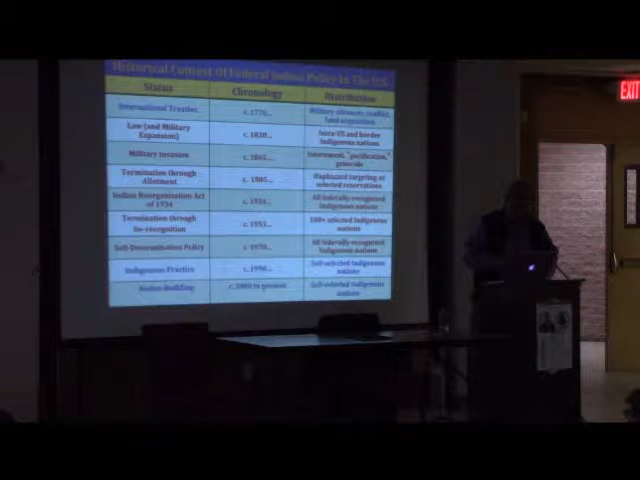 Historical Context Of Federal Indian Policy In The U.S.
Status Chronology Distribution
International Treaties, c. 1776... Military alliances, conflict,
land acquisition
Law (and Military
Expansion) c. 1820... Intra-US and border
Indigenous nations
Military Invasion c. 1865... Internment, "pacification,"
genocide
Termination through
Allotment c. 1905... Haphazard targeting of
selected reservations
Indian Reorganization Act
of 1934 c. 1934... All federally-recognized
Indigenous nations
Termination through
c. 1953... 100+ selected Indigenous
nations
Self-Determination Policy c. 1970... All federally-recognized
Indigenous nations
Indigenous Practice c. 1990... Self-selected Indigenous
nations
Nation-Building c. 2000 to present Self-selected Indigenous
nations
EXIT